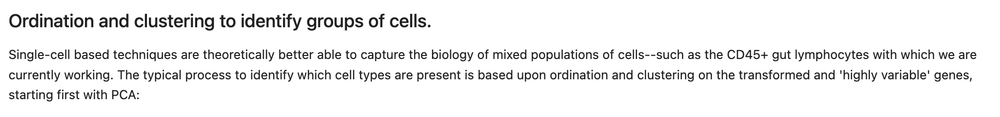 Ordination and clustering to identify groups of cells.
Single-cell based techniques are theoretically better able to capture the biology of mixed populations of cells--such as the CD45+ gut lymphocytes with which we are
currently working. The typical process to identify which cell types are present is based upon ordination and clustering on the transformed and 'highly variable' genes,
starting first with PCA: